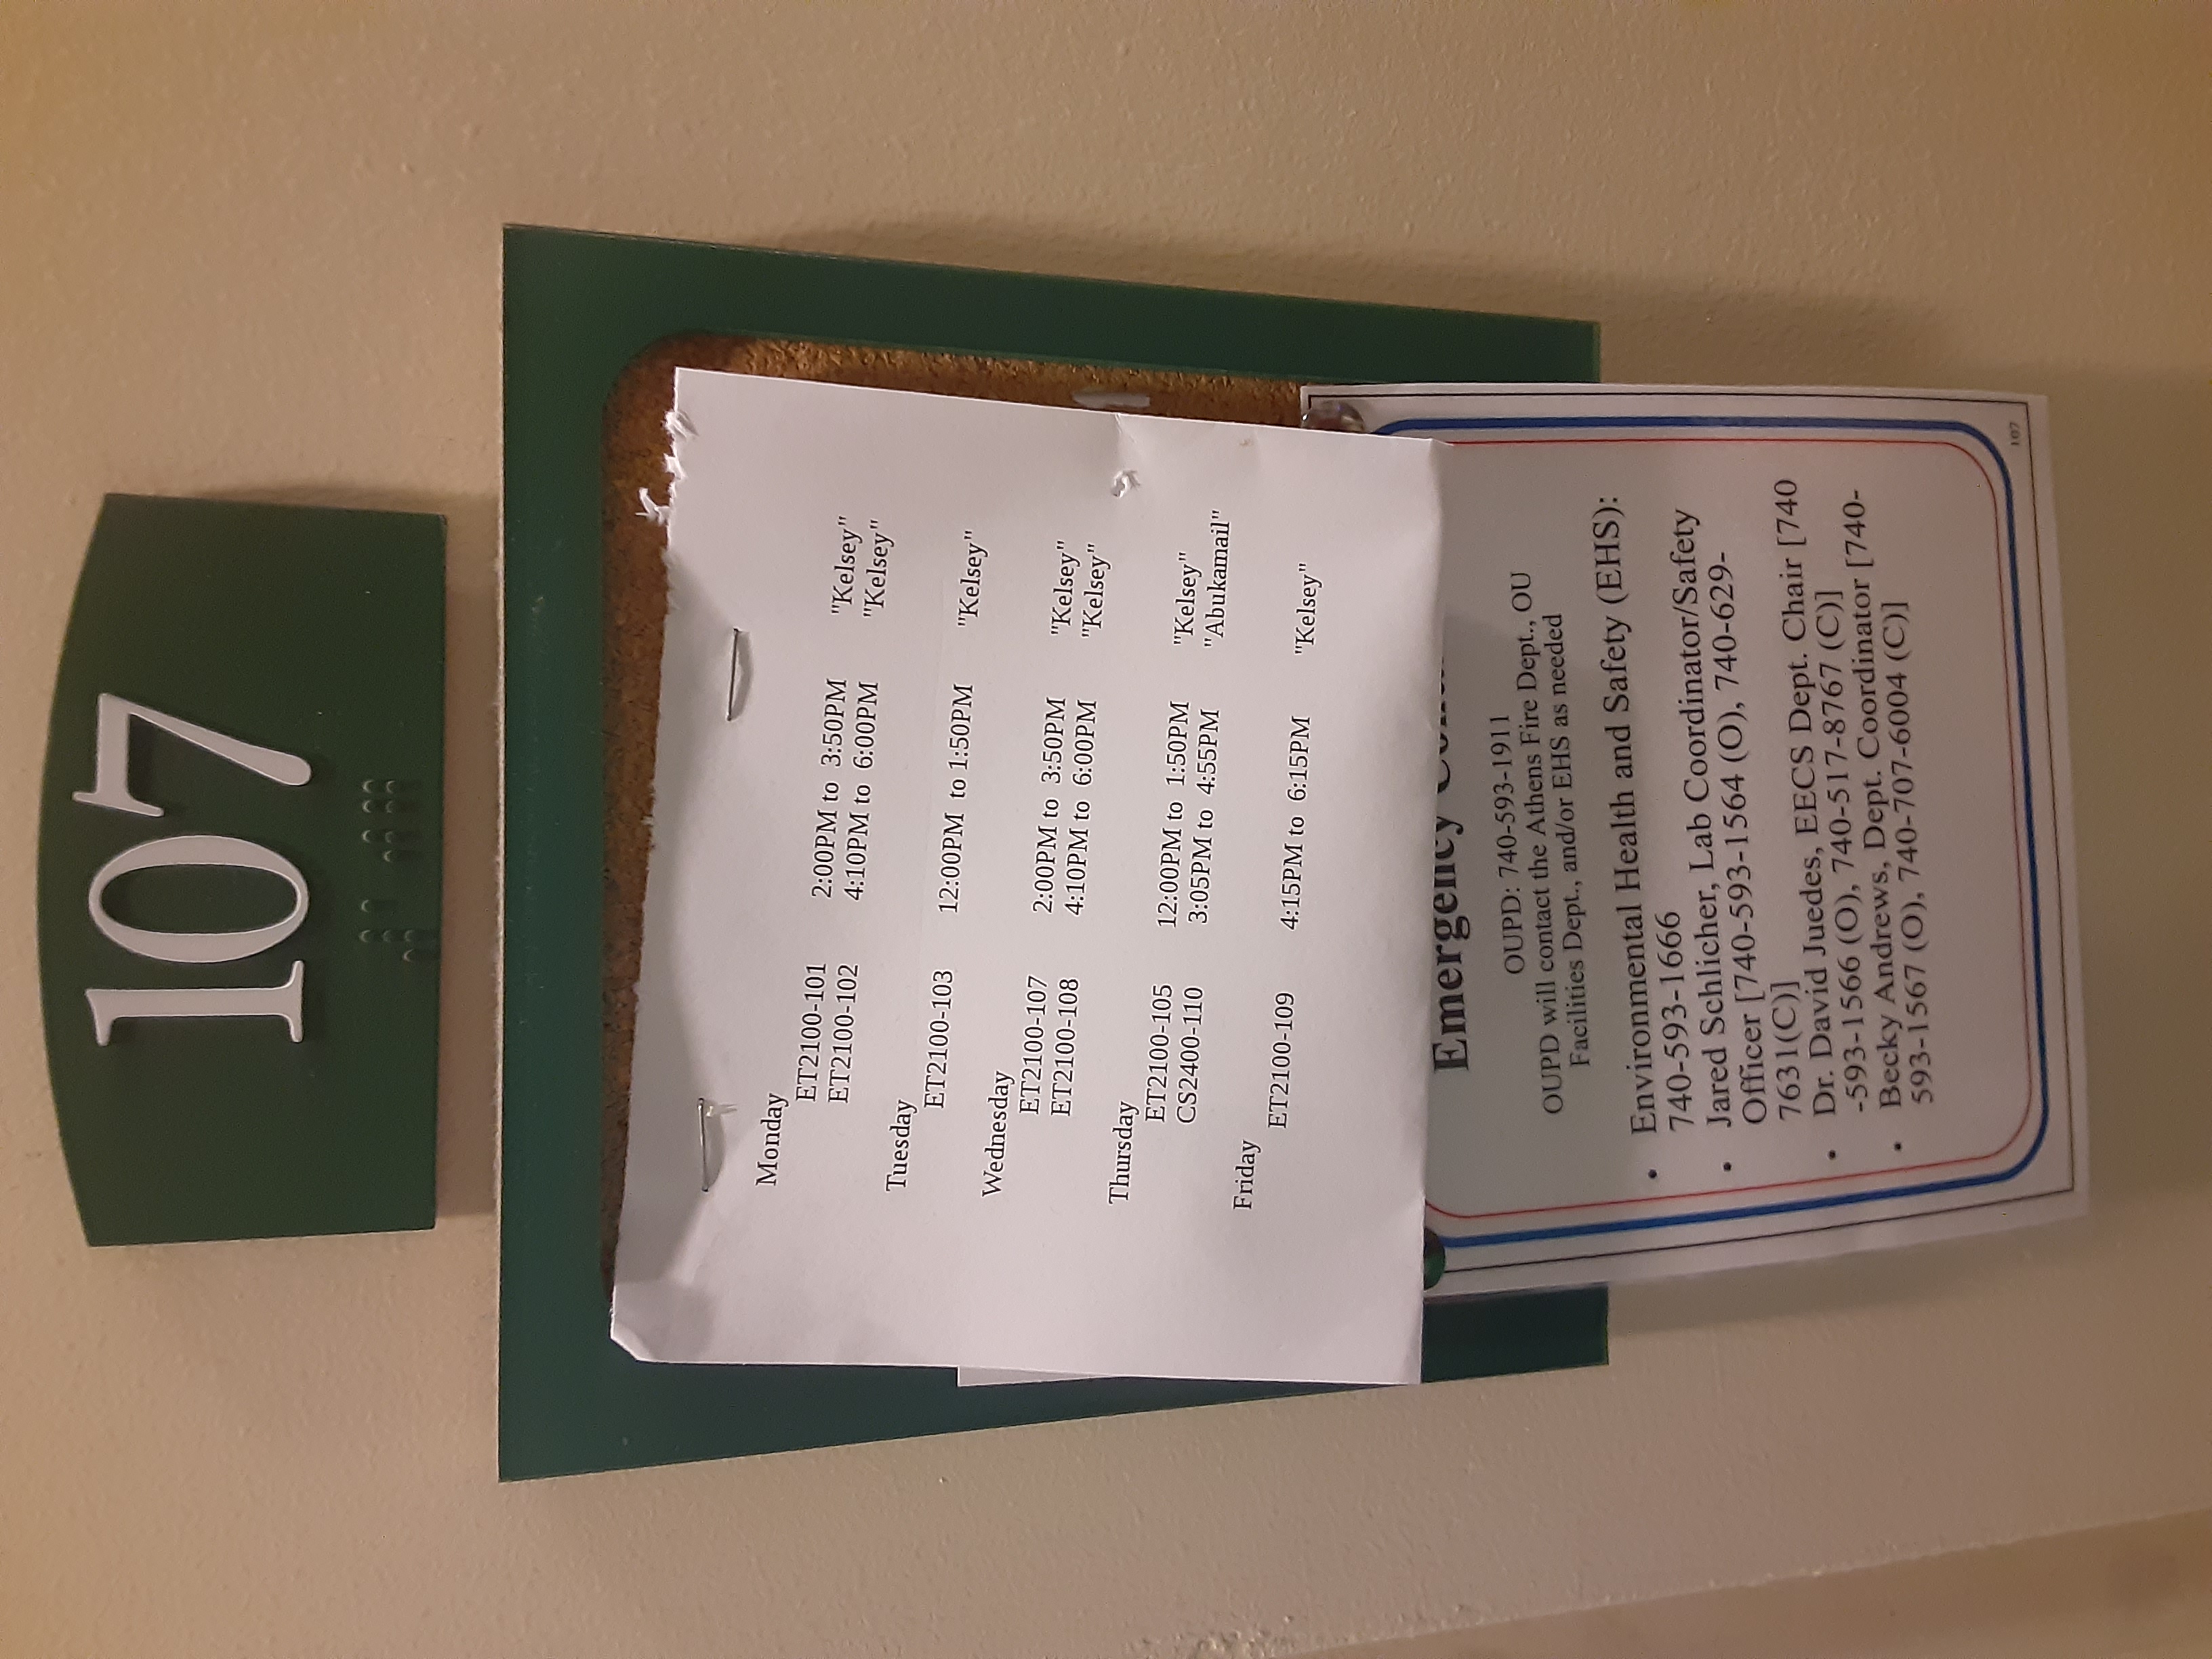 107
Monday
ET2100-101 2:00PM to 3:50PM "Kelsey"
ET2100-102 4:10PM to 6:00PM "Kelsey"
Tuesday
ET2100-103 12:00PM to 1:50PM "Kelsey"
Wednesday
ET2100-107 2:00PM to 3:50PM "Kelsey"
ET2100-108 4:10PM to 6:00PM "Kelsey"
Thursday
ET2100-105 12:00PM to 1:50PM "Kelsey"
CS2400-110 3:05PM to 4:55PM "Abukamail"
Friday
ET2100-109 4:15PM to 6:15PM "Kelsey"
Emergency
OUPD: 740-593-1911
OUPD will contact the Athens Fire Dept., OU
Facilities Dept., and/or EHS as needed
• Environmental Health and Safety (EHS):
740-593-1666
• Jared Schlicher, Lab Coordinator/Safety
Officer [740-593-1564 (O), 740-629-
7631(C)]
• Dr. David Juedes, EECS Dept. Chair [740
-593-1566 (O), 740-517-8767 (C)]
• Becky Andrews, Dept. Coordinator [740-
593-1567 (O), 740-707-6004 (C)]
107